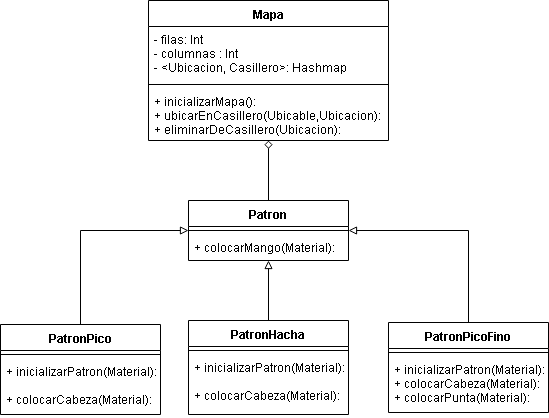 Mapa
- filas: Int
- columnas : Int
- <Ubicacion, Casillero>: Hashmap
+ inicializarMapa():
+ ubicarEnCasillero(Ubicable,Ubicacion):
+ eliminarDeCasillero(Ubicacion):
Patron
+ colocarMango(Material):
PatronPico
+ inicializarPatron(Material):
+ colocarCabeza(Material):
PatronHacha
+ inicializarPatron(Material):
+ colocarCabeza(Material):
PatronPicoFino
+ inicializarPatron(Material):
+ colocarCabeza(Material):
+ colocarPunta(Material):